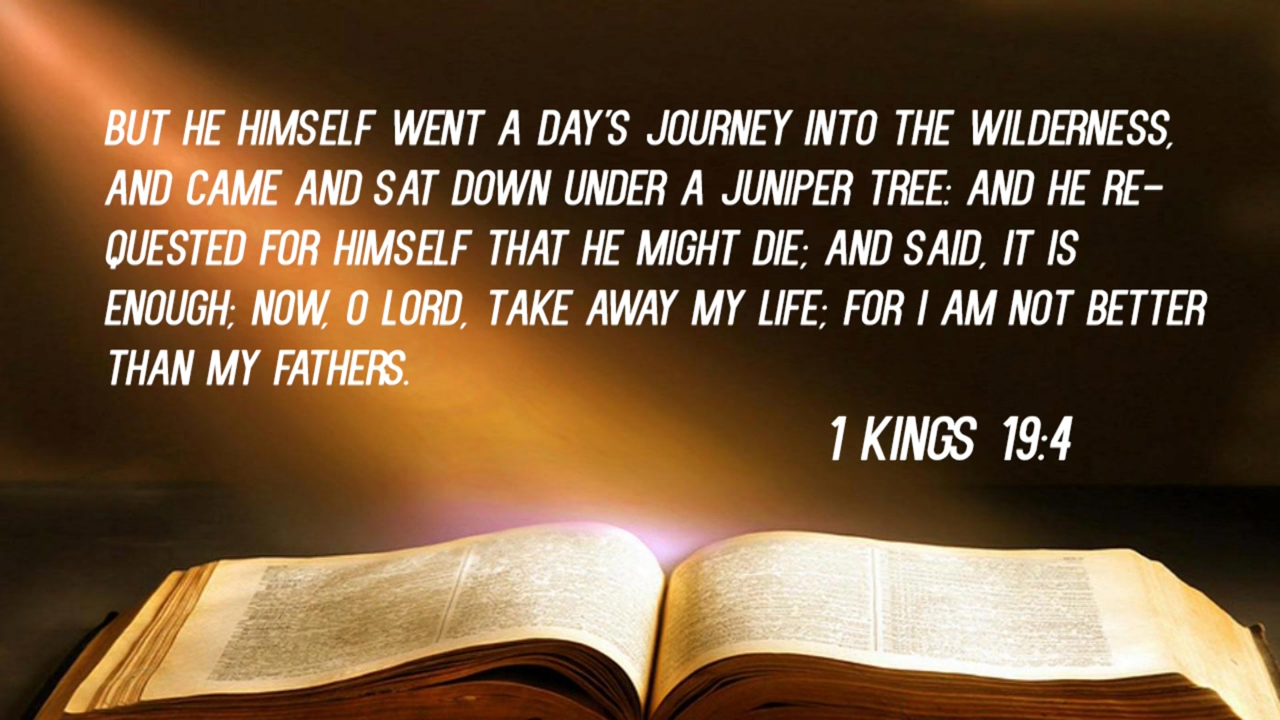 BUT HE HIMSELF WENT A DAY'S JOURNEY INTO THE WILDERNESS,
AND CAME AND SAT DOWN UNDER A JUNIPER TREE: AND HE RE-
QUESTED FOR HIMSELF THAT HE MIGHT DIE; AND SAID, IT IS
ENOUGH; NOW, O LORD, TAKE AWAY MY LIFE; FOR I AM NOT BETTER
THAN MY FATHERS.
1 KINGS 19:4